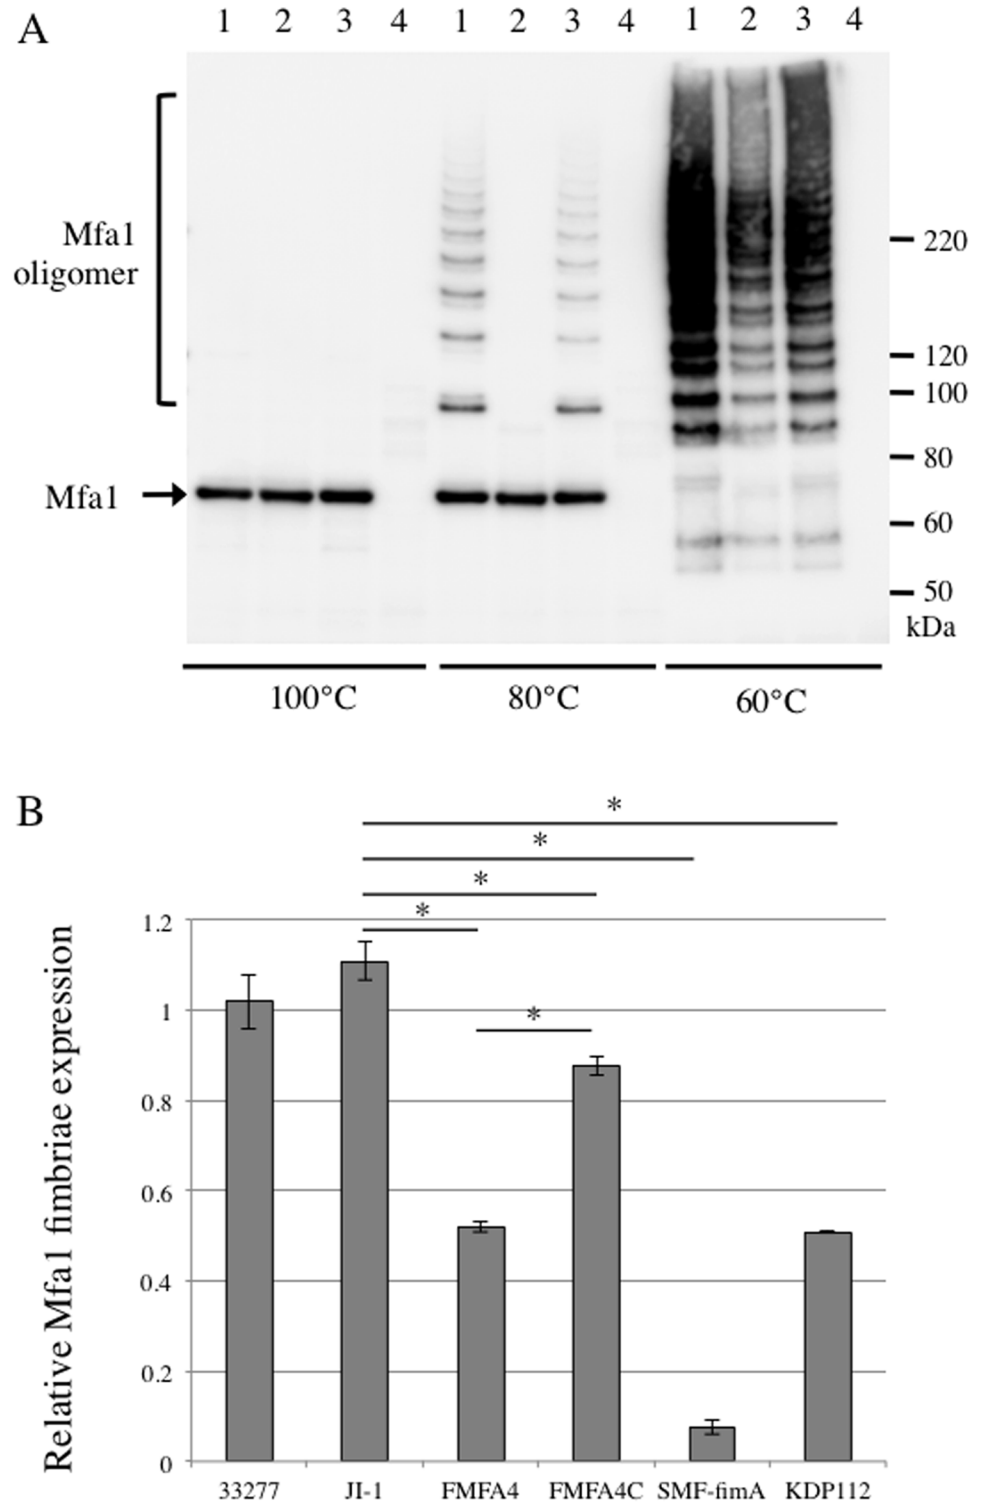 A
1 2 3 4 1 2 3 4 1 2 3 4
Mfa1
oligomer
Mfa1
220
120
100
80
60
50
kDa
100°C 80°C 60°C
B
*
*
*
*
*
Relative Mfa1 fimbriae expression
1.2
1
0.8
0.6
0.4
0.2
0
33277 JI-1 FMFA4 FMFA4C SMF-fimA KDP112